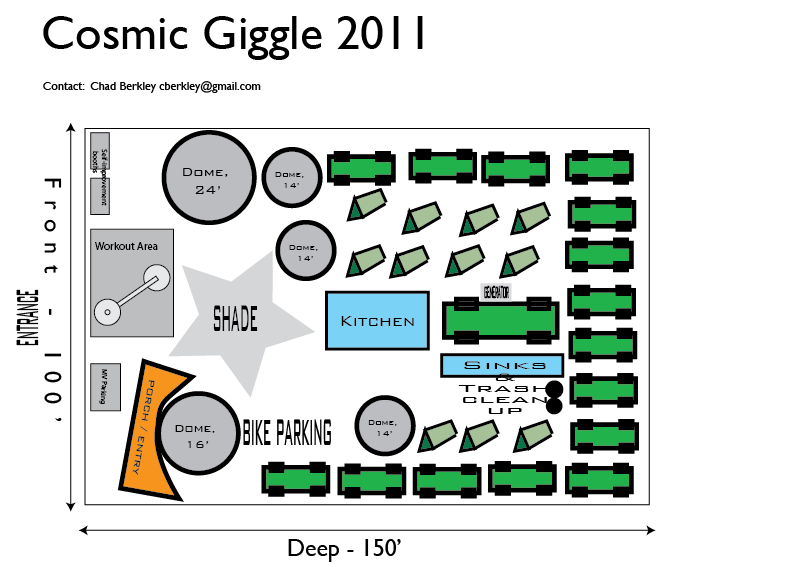 Cosmic Giggle 2011
Contact: Chad Berkley cberkley@gmail.com
Self-improvement
booths
Dome,
24'
Dome,
14'
Workout Area
Dome,
14'
Front - 100'
ENTRANCE
SHADE
KITCHEN
GENERATOR
SINKS
&
TRASH
CLEAN
UP
MV Parking
PORCH / ENTRY
Dome,
16'
BIKE PARKING
Dome,
14'
Deep - 150'